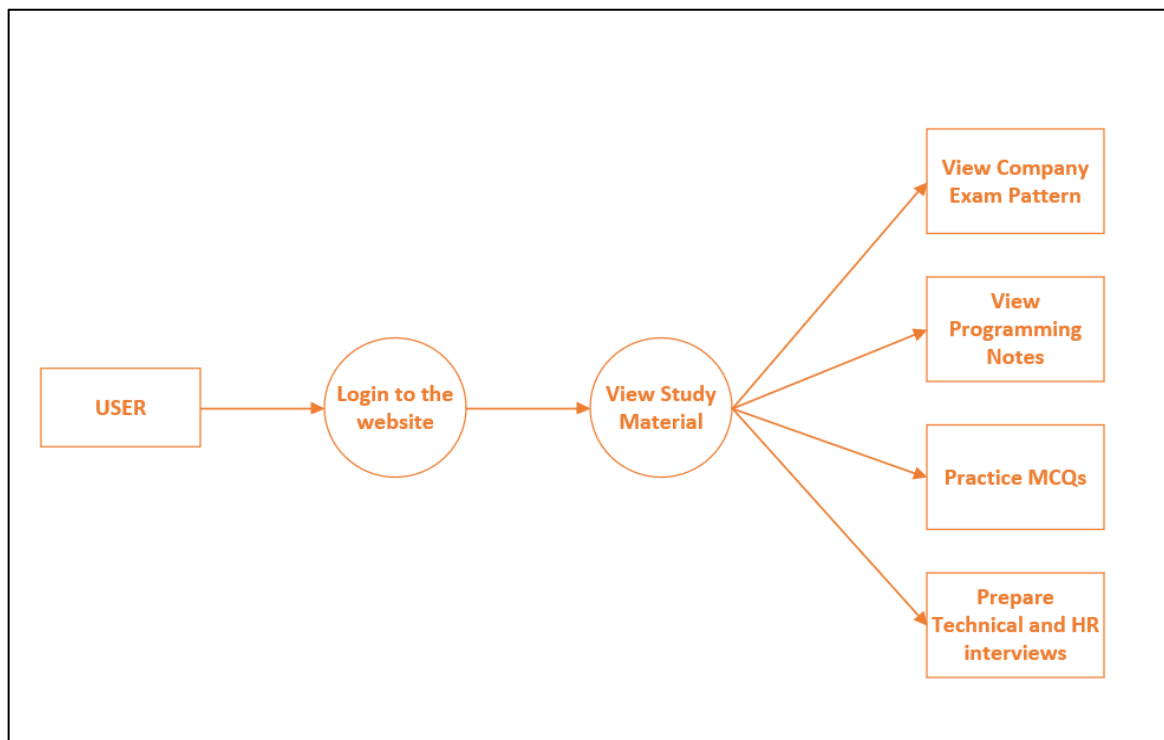 USER
Login to the
website
View Study
Material
View Company
Exam Pattern
View
Programming
Notes
Practice MCQs
Prepare
Technical and HR
interviews